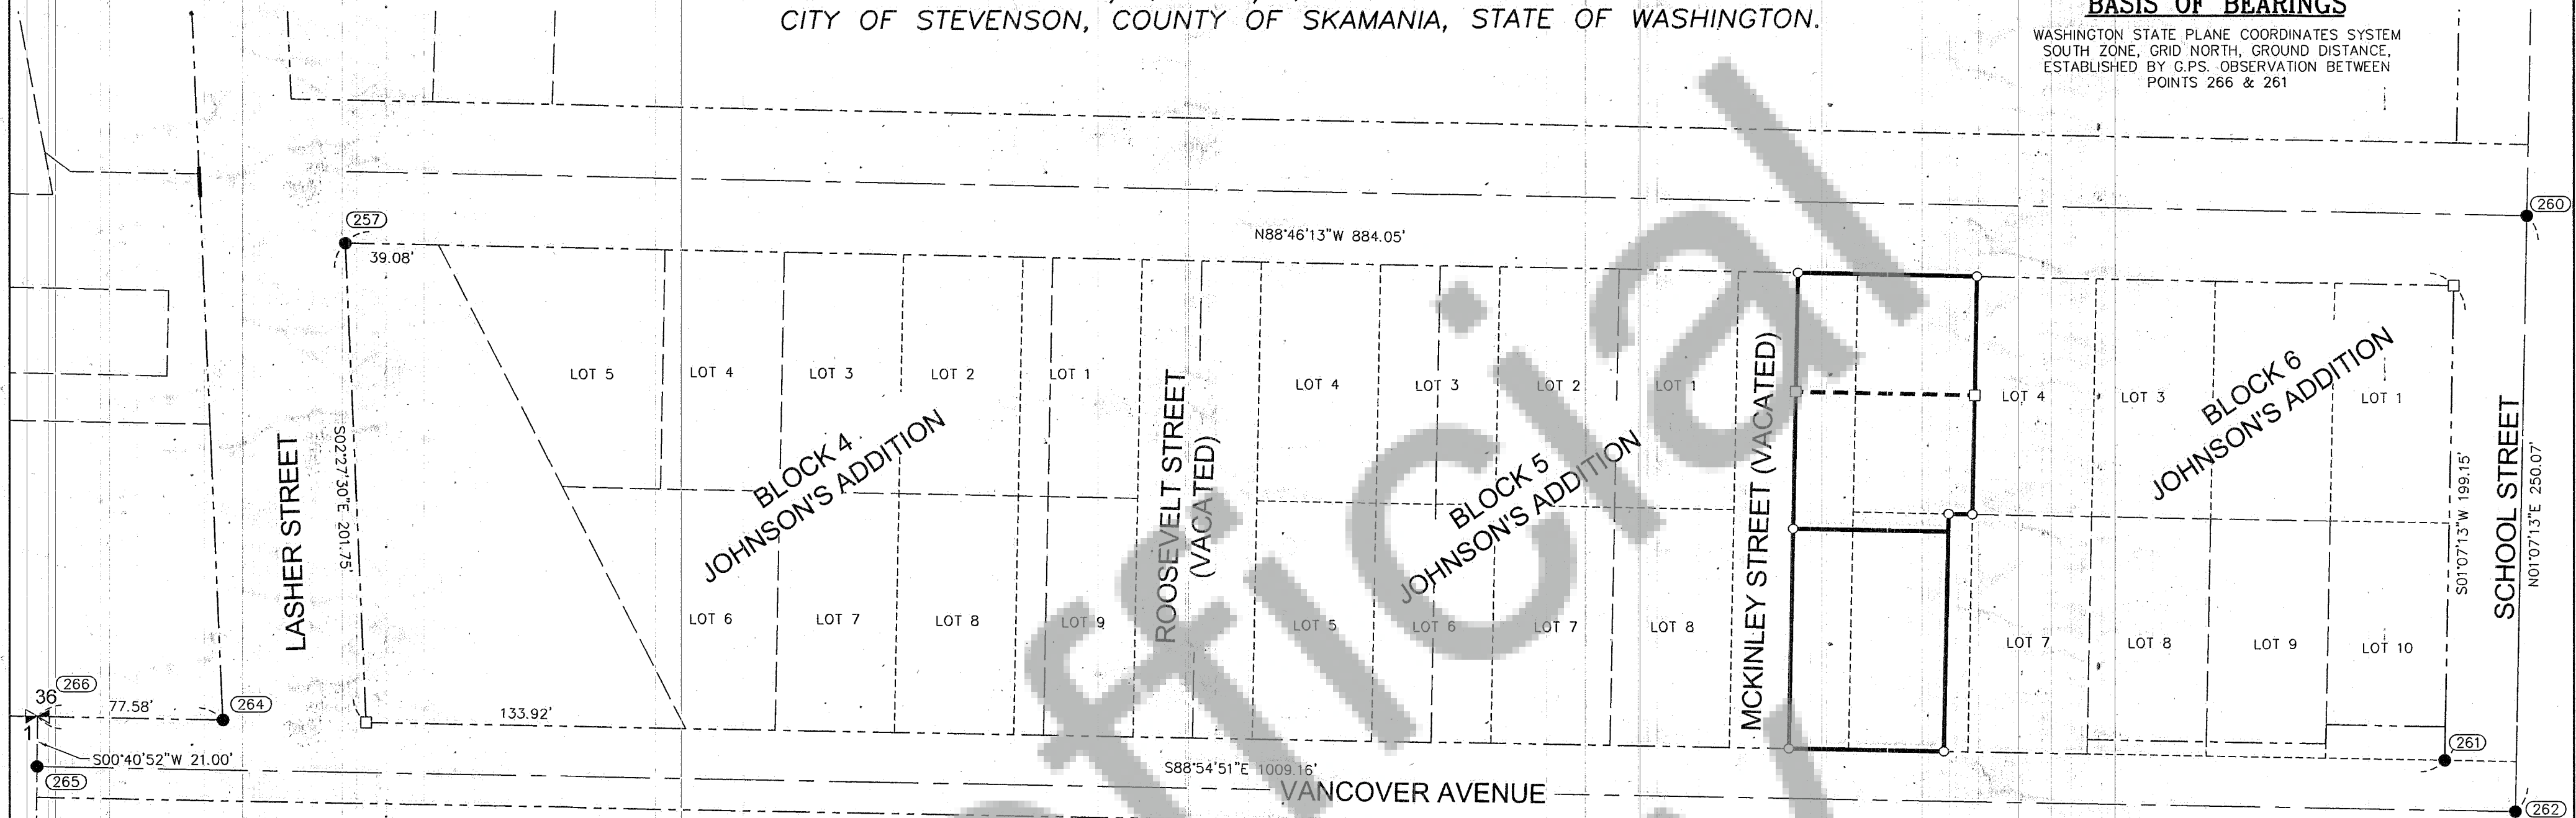 CITY OF STEVENSON, COUNTY OF SKAMANIA, STATE OF WASHINGTON.
BASIS OF BEARINGS
WASHINGTON STATE PLANE COORDINATES SYSTEM
SOUTH ZONE, GRID NORTH, GROUND DISTANCE,
ESTABLISHED BY G.P.S. OBSERVATION BETWEEN
POINTS 266 & 261
257
260
39.08'
N88°46'13"W 884.05'
LOT 5
LOT 4
LOT 3
LOT 2
LOT 1
LOT 4
LOT 3
LOT 2
LOT 1
LOT 4
LOT 3
LOT 1
BLOCK 4
JOHNSON'S ADDITION
BLOCK 5
JOHNSON'S ADDITION
BLOCK 6
JOHNSON'S ADDITION
LASHER STREET
S02°27'30"E 201.75'
ROOSEVELT STREET
(VACATED)
MCKINLEY STREET (VACATED)
S01°07'13"W 199.15'
SCHOOL STREET
N01°07'13"E 250.07'
LOT 6
LOT 7
LOT 8
LOT 9
LOT 5
LOT 6
LOT 7
LOT 8
LOT 7
LOT 8
LOT 9
LOT 10
36
266
1
77.58'
264
133.92'
S00°40'52"W 21.00'
265
S88°54'51"E 1009.16'
VANCOVER AVENUE
261
262
fficial